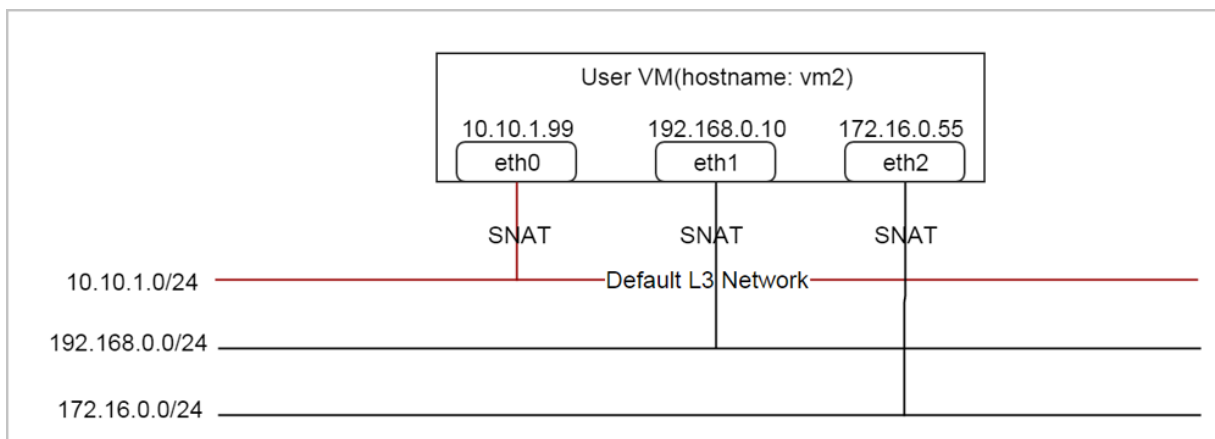 User VM(hostname: vm2)
10.10.1.99 192.168.0.10 172.16.0.55
eth0 eth1 eth2
SNAT SNAT SNAT
10.10.1.0/24 Default L3 Network
192.168.0.0/24
172.16.0.0/24